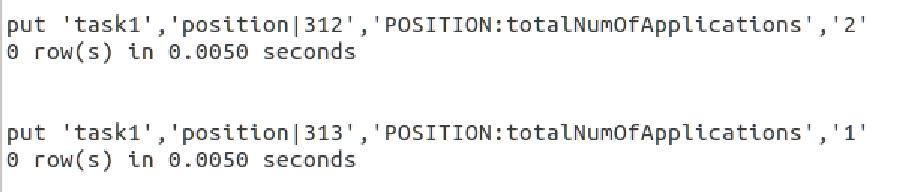 put 'task1','position|312','POSITION:totalNumOfApplications','2'
0 row(s) in 0.0050 seconds
put 'task1','position|313','POSITION:totalNumOfApplications','1'
0 row(s) in 0.0050 seconds